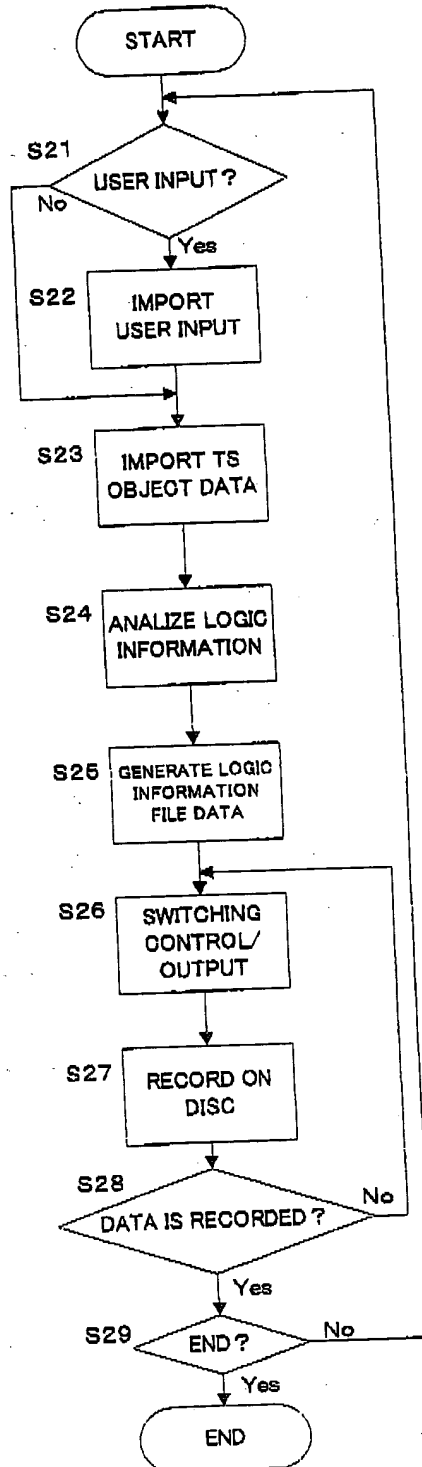 START
S21
USER INPUT?
No
Yes
S22
IMPORT
USER INPUT
S23
IMPORT TS
OBJECT DATA
S24
ANALIZE LOGIC
INFORMATION
S25
GENERATE LOGIC
INFORMATION
FILE DATA
S26
SWITCHING
CONTROL/
OUTPUT
S27
RECORD ON
DISC
S28
No
DATA IS RECORDED?
Yes
S29
No
END?
Yes
END